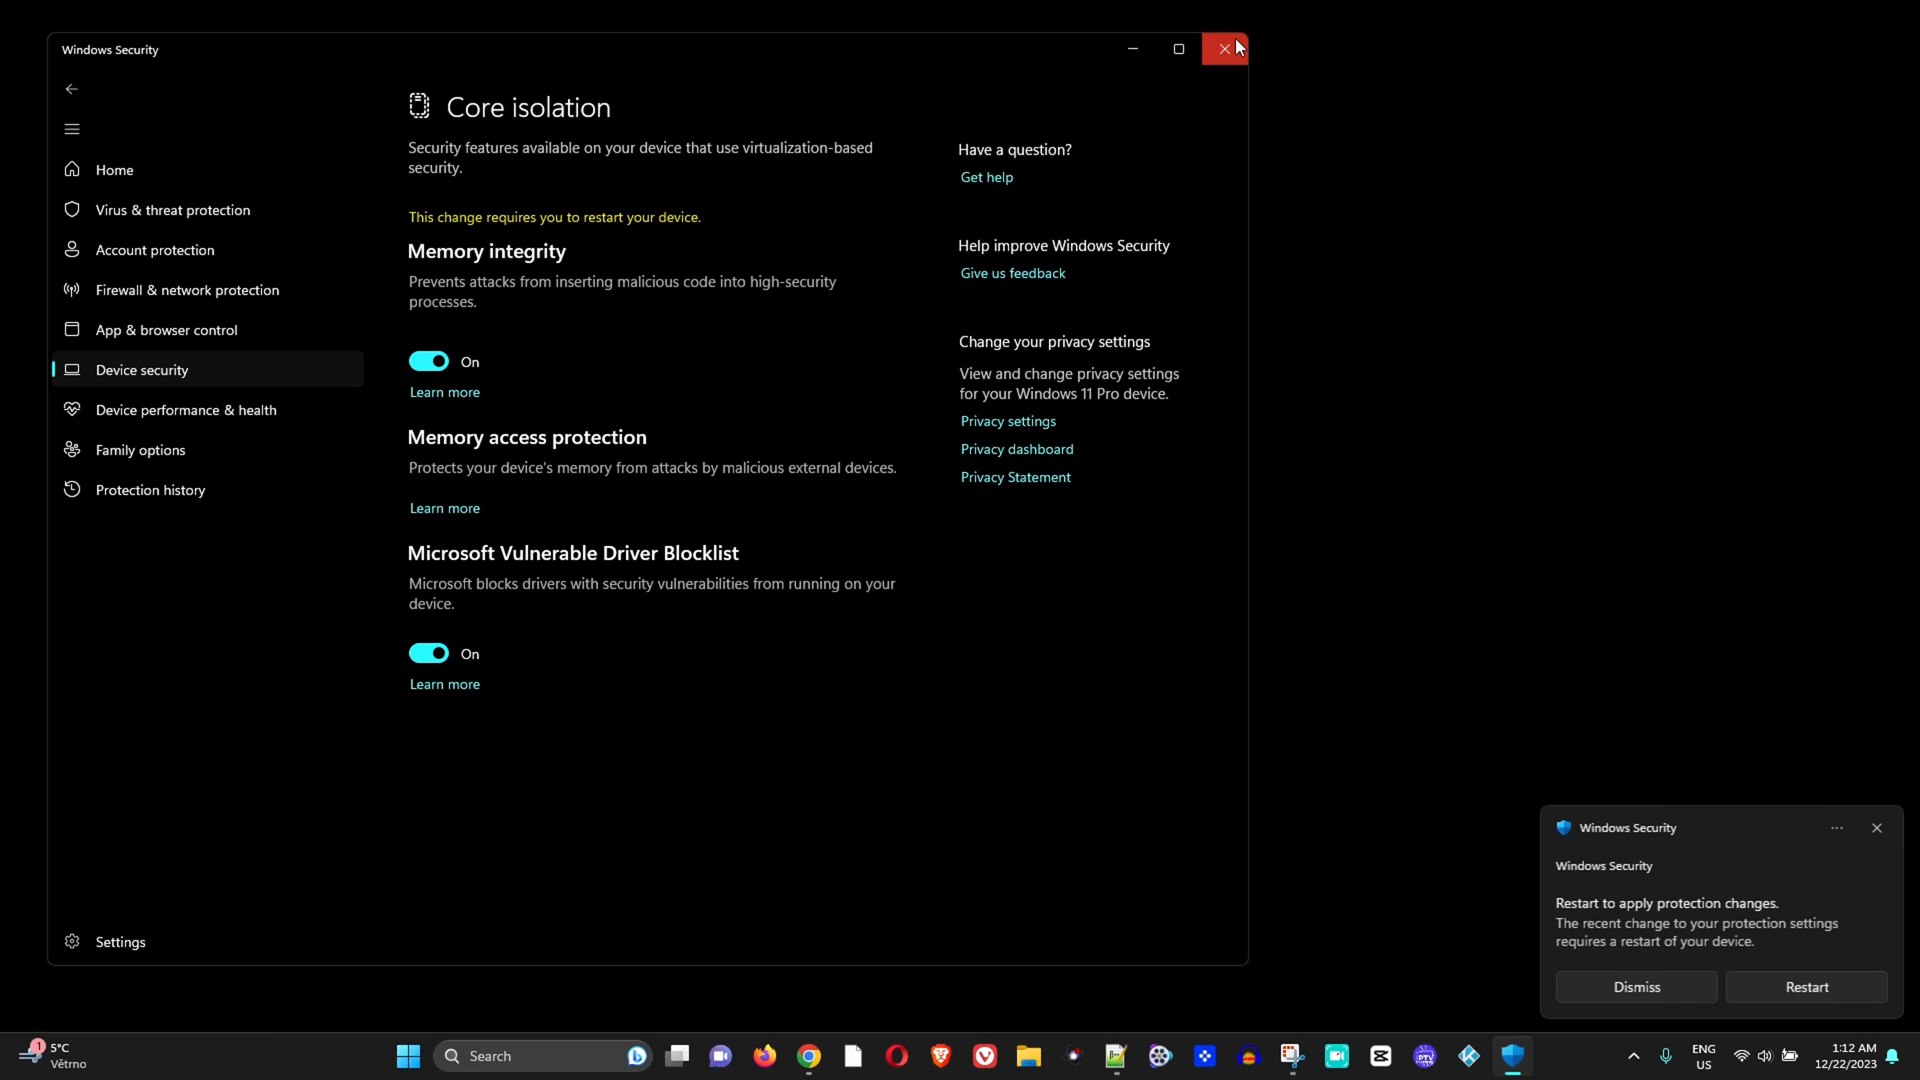 Windows Security
Core isolation
Security features available on your device that use virtualization-based
security.
This change requires you to restart your device.
Memory integrity
Prevents attacks from inserting malicious code into high-security
processes.
On
Learn more
Memory access protection
Protects your device's memory from attacks by malicious external devices.
Learn more
Microsoft Vulnerable Driver Blocklist
Microsoft blocks drivers with security vulnerabilities from running on your
device.
On
Learn more
Home
Virus & threat protection
Account protection
Firewall & network protection
App & browser control
Device security
Device performance & health
Family options
Protection history
Settings
Have a question?
Get help
Help improve Windows Security
Give us feedback
Change your privacy settings
View and change privacy settings
for your Windows 11 Pro device.
Privacy settings
Privacy dashboard
Privacy Statement
Windows Security
Windows Security
Restart to apply protection changes.
The recent change to your protection settings
requires a restart of your device.
Dismiss
Restart
1
5°C
Větrno
Search
IPTV
ENG
US
1:12 AM
12/22/2023